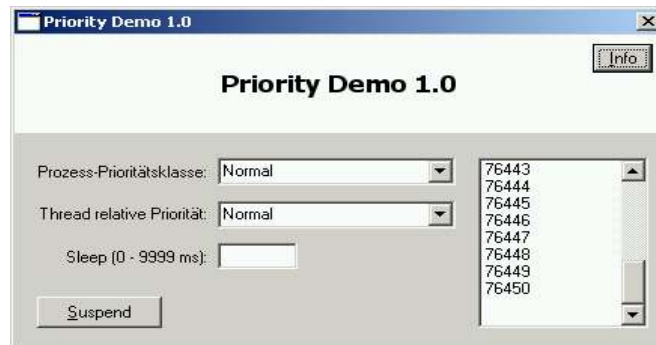 Priority Demo 1.0
Info
Priority Demo 1.0
Prozess-Prioritätsklasse: Normal
Thread relative Priorität: Normal
Sleep (0 - 9999 ms):
Suspend
76443
76444
76445
76446
76447
76448
76449
76450